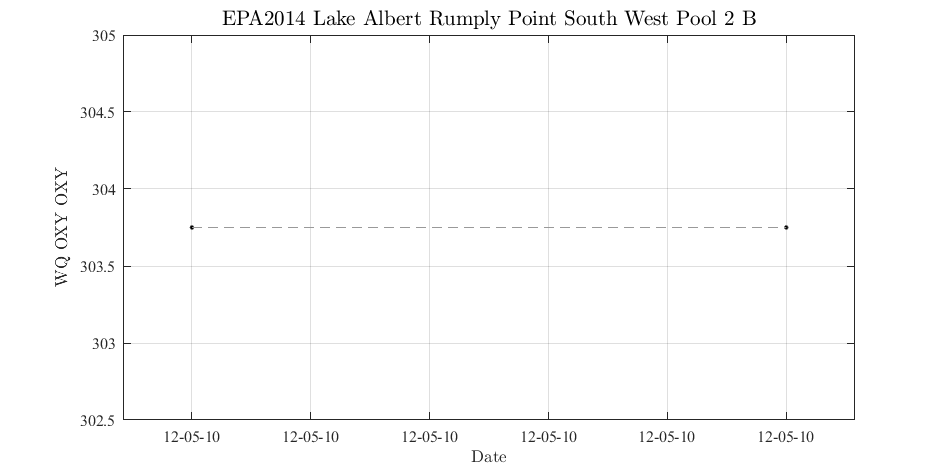 EPA2014 Lake Albert Rumply Point South West Pool 2 B
305
304.5
304
303.5
303
302.5
WQ OXY OXY
12-05-10 12-05-10 12-05-10 12-05-10 12-05-10 12-05-10
Date